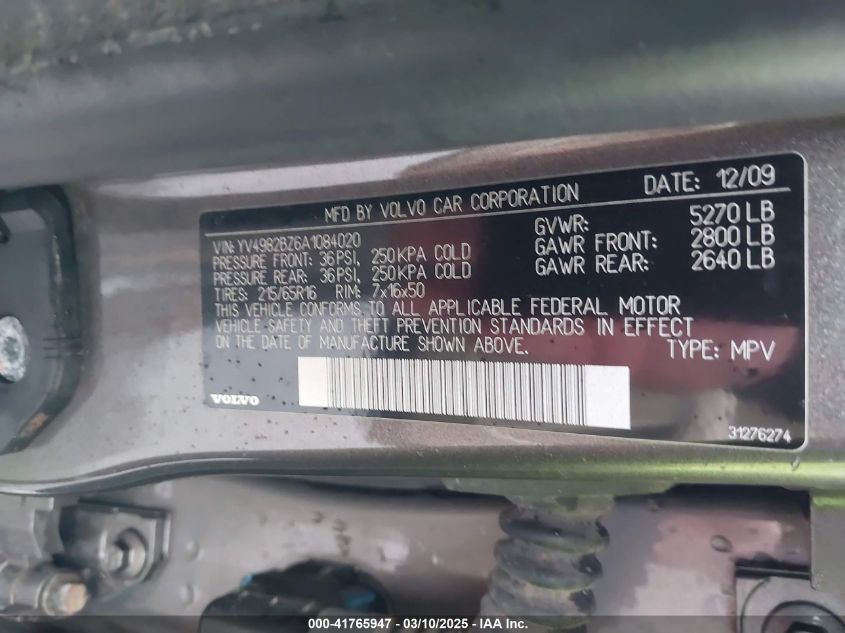 MFD BY VOLVO CAR CORPORATION DATE: 12/09
VIN: YV4982BZ6A1084020
PRESSURE FRONT: 36PSI, 250KPA COLD
PRESSURE REAR: 36PSI, 250KPA COLD
TIRES: 215/65R16 RIM: 7x16x50
GVWR: 5270 LB
GAWR FRONT: 2800 LB
GAWR REAR: 2640 LB
THIS VEHICLE CONFORMS TO ALL APPLICABLE FEDERAL MOTOR
VEHICLE-SAFETY AND THEFT PREVENTION STANDARDS IN EFFECT
ON THE DATE OF MANUFACTURE SHOWN ABOVE. TYPE: MPV
VOLVO
31276274
000-41765947 — 03/10/2025 — IAAI, Inc.